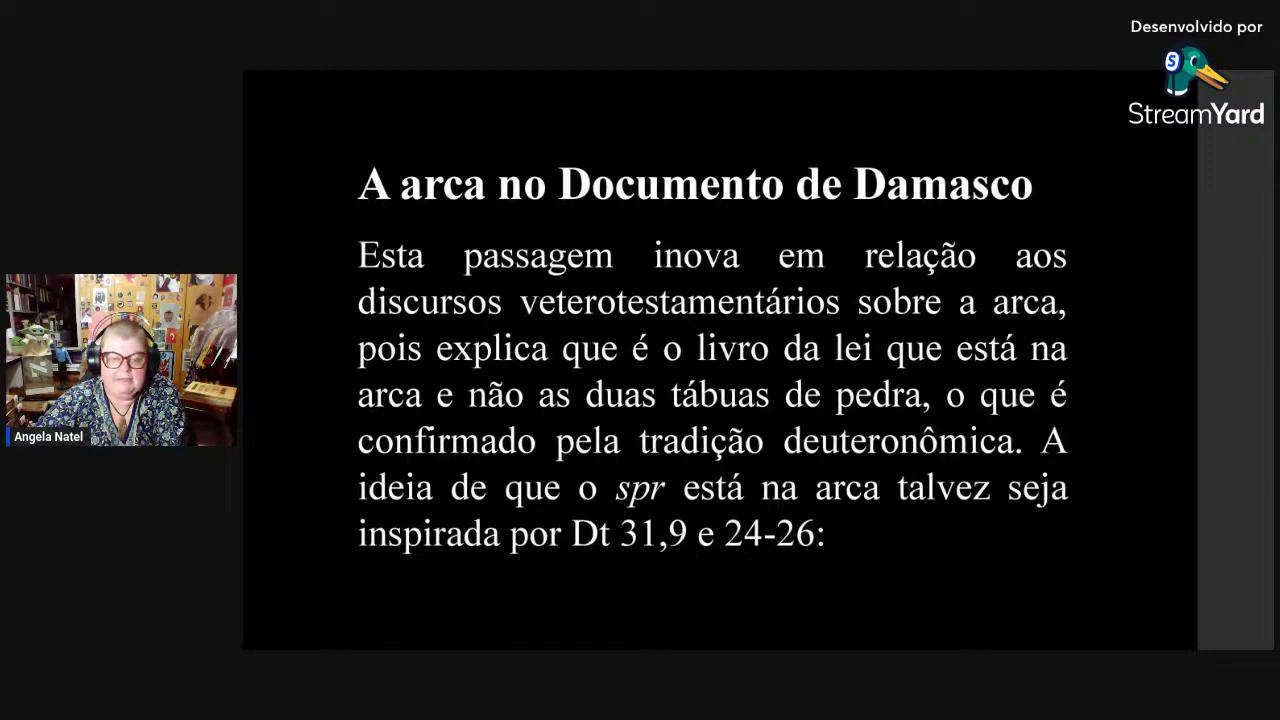 Desenvolvido por
StreamYard
A arca no Documento de Damasco
Esta passagem inova em relação aos
discursos veterotestamentários sobre a arca,
pois explica que é o livro da lei que está na
arca e não as duas tábuas de pedra, o que é
confirmado pela tradição deuteronômica. A
ideia de que o spr está na arca talvez seja
inspirada por Dt 31,9 e 24-26:
Angela Natel